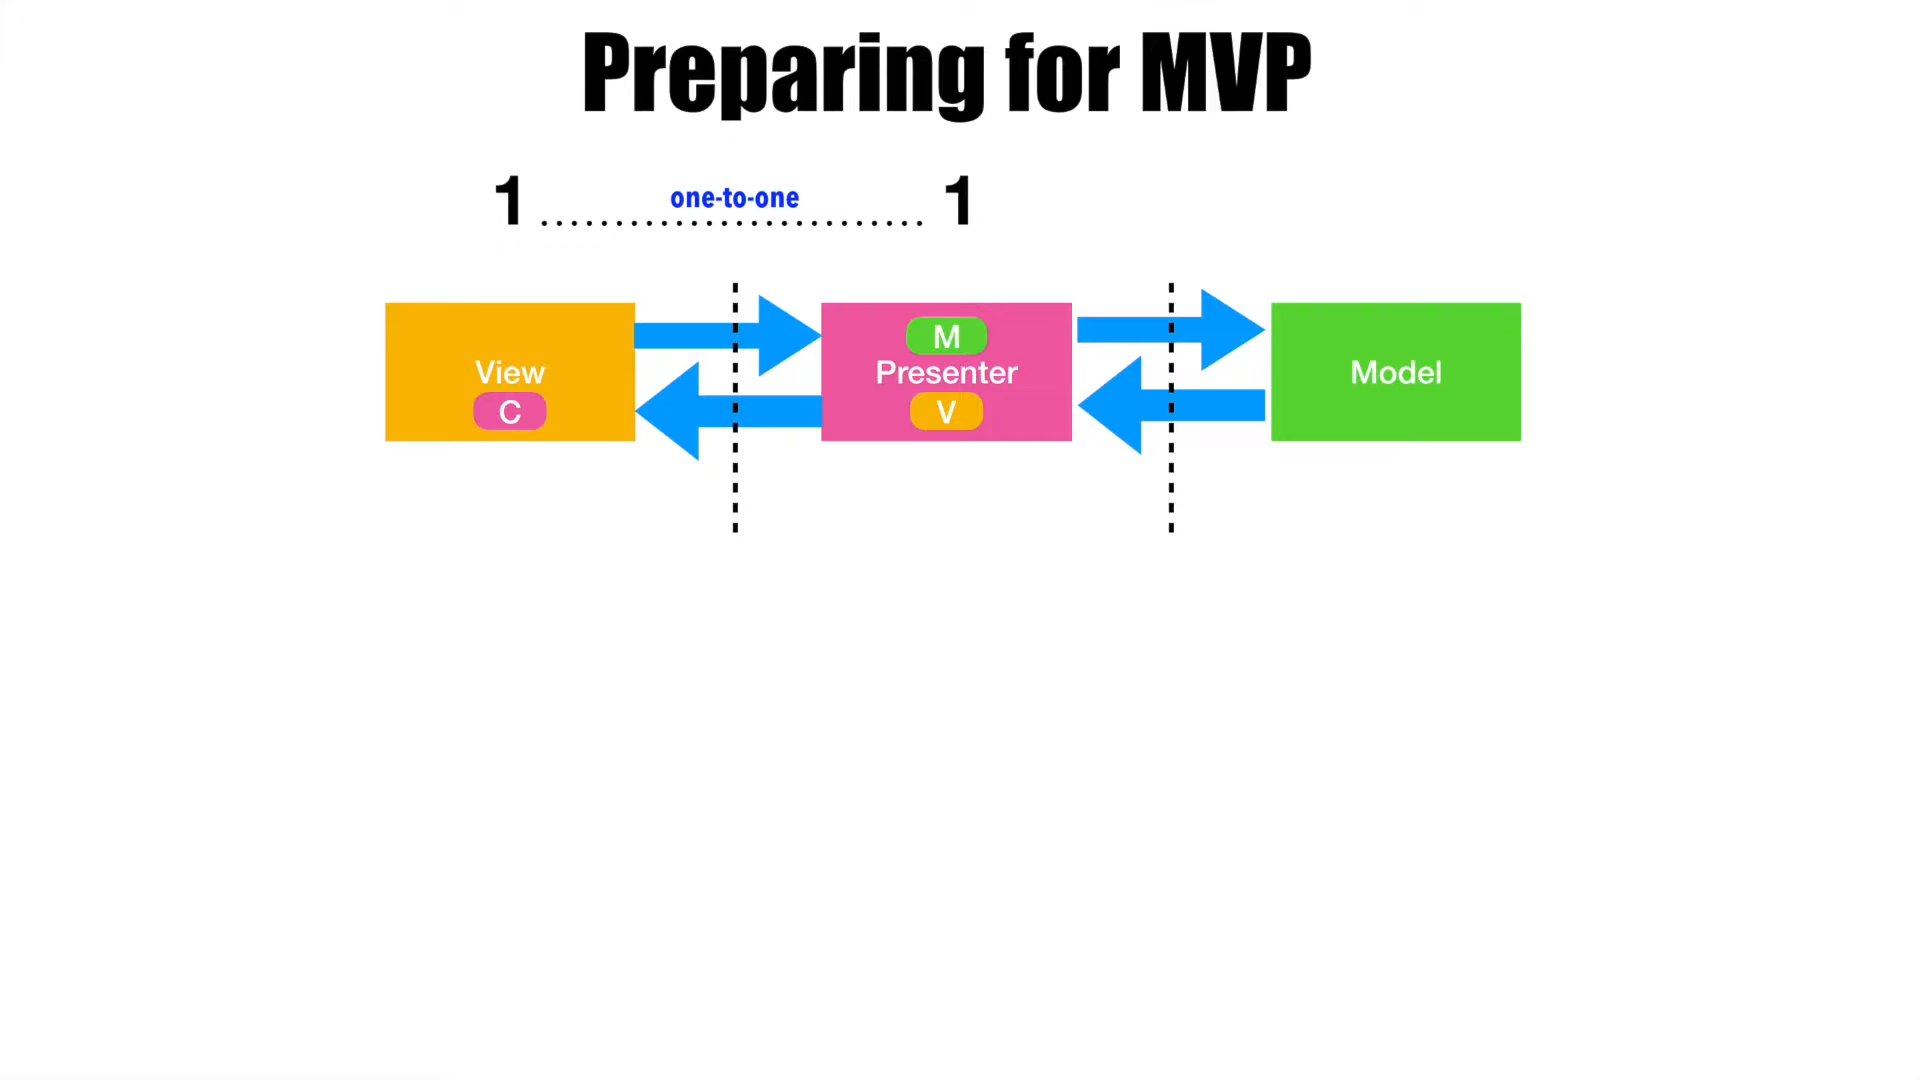 Preparing for MVP
1 one-to-one 1
M
View Presenter Model
C V